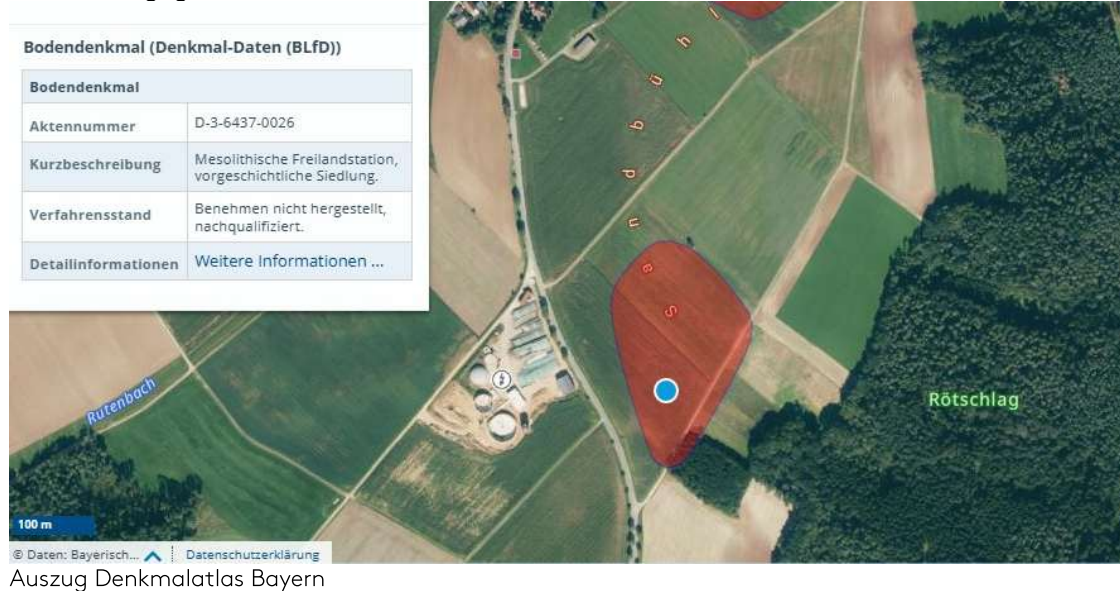 Bodendenkmal (Denkmal-Daten (BLfD))
Bodendenkmal
Aktennummer D-3-6437-0026
Kurzbeschreibung Mesolithische Freilandstation,
vorgeschichtliche Siedlung.
Verfahrensstand Benehmen nicht hergestellt,
nachqualifiziert.
Detailinformationen Weitere Informationen ...
Sandbühl
Rutenbach
Rötschlag
100 m
© Daten: Bayerisch... Datenschutzerklärung
Auszug Denkmalatlas Bayern